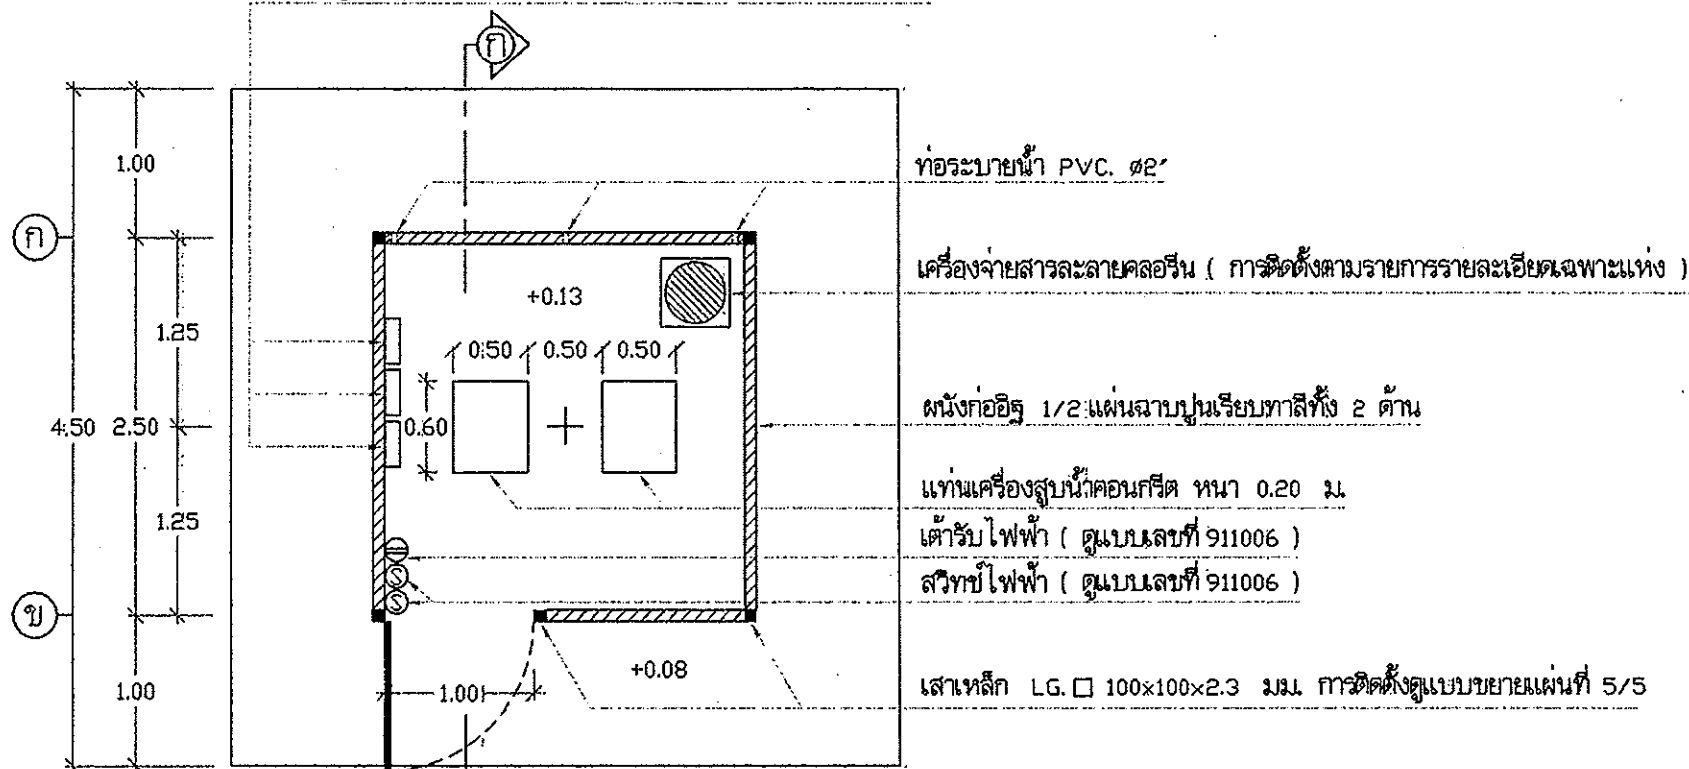 ก
1.00
ท่อระบายน้ำ PVC. ø2"
ก
เครื่องจ่ายสารละลายคลอรีน ( การติดตั้งตามรายการรายละเอียดเฉพาะแห่ง )
+0.13
1.25
0.50 0.50 0.50
ผนังก่ออิฐ 1/2 แผ่นฉาบปูนเรียบทาสีทั้ง 2 ด้าน
4.50 2.50 0.60
แท่นเครื่องสูบน้ำคอนกรีต หนา 0.20 ม.
1.25
เต้ารับไฟฟ้า ( ดูแบบเลขที่ 911006 )
S
สวิทช์ไฟฟ้า ( ดูแบบเลขที่ 911006 )
S
ข
+0.08
1.00 1.00
เสาเหล็ก LG. □ 100x100x2.3 มม. การติดตั้งดูแบบขยายแผ่นที่ 5/5